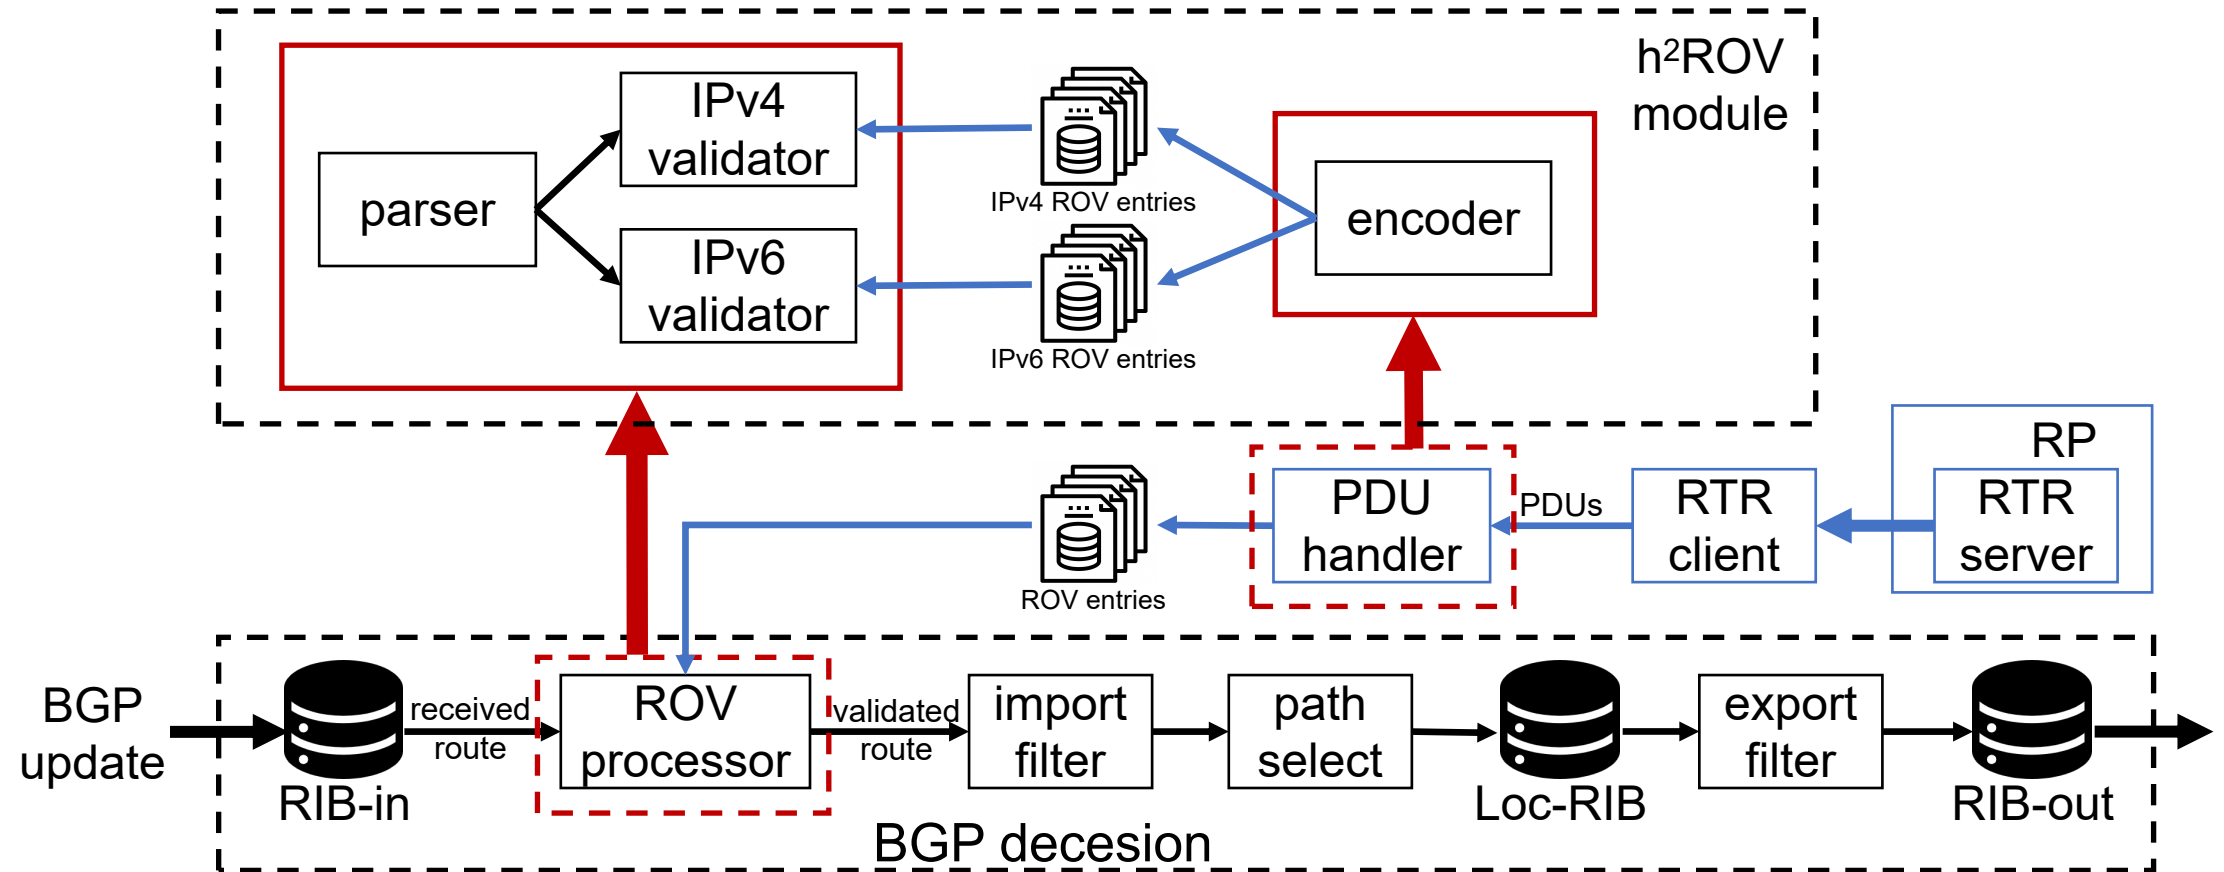 h²ROV
module
IPv4
validator
parser
IPv6
validator
IPv4 ROV entries
IPv6 ROV entries
encoder
RP
PDU
handler
PDUs
RTR
client
RTR
server
ROV entries
BGP
update
RIB-in
received
route
ROV
processor
validated
route
import
filter
path
select
Loc-RIB
export
filter
RIB-out
BGP decesion